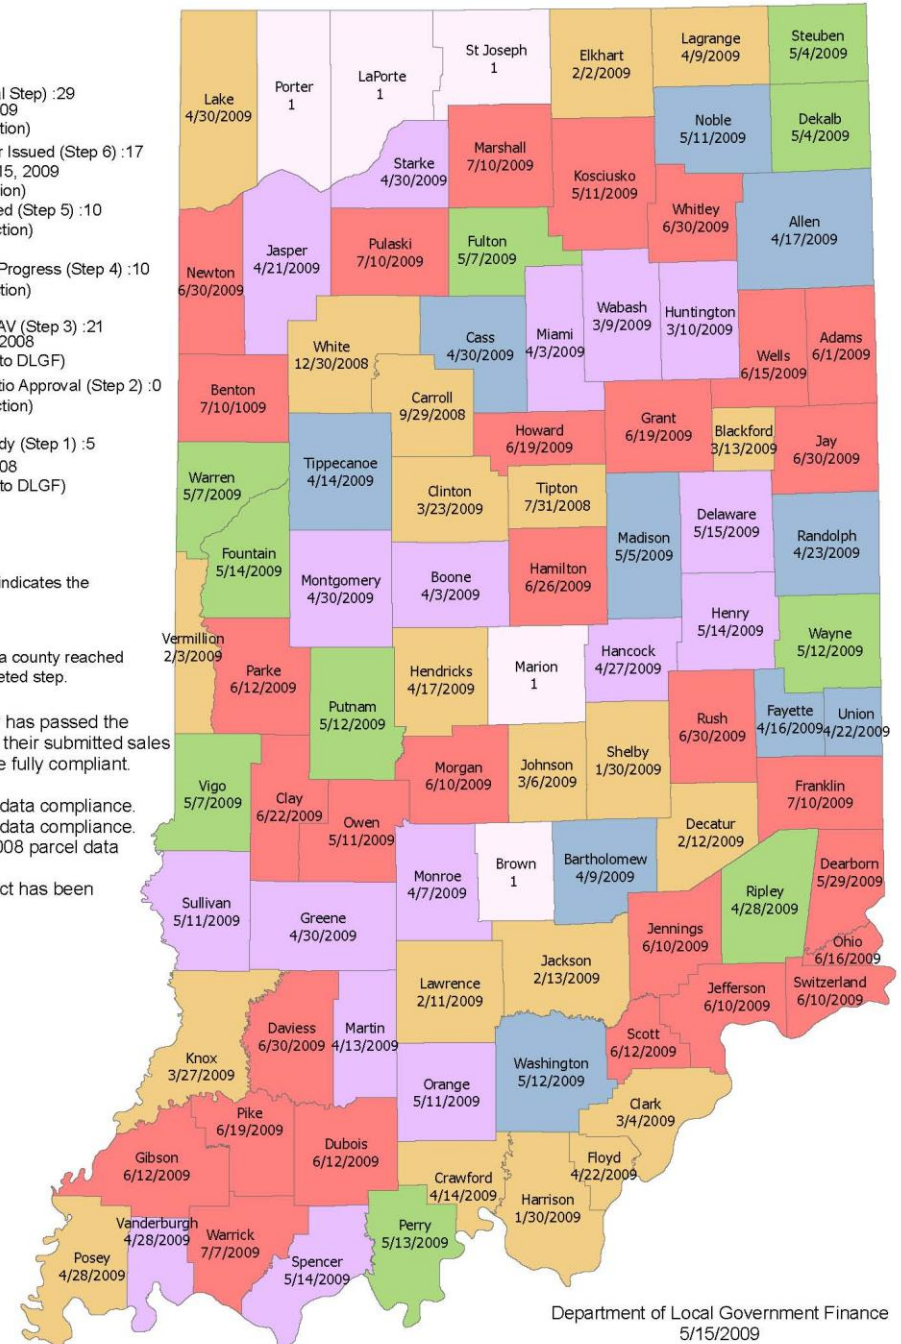 l Step) :29
09
tion)
r Issued (Step 6) :17
15, 2009
ion)
ed (Step 5) :10
ction)
Progress (Step 4) :10
tion)
AV (Step 3) :21
2008
to DLGF)
tio Approval (Step 2) :0
ction)
dy (Step 1) :5
08
to DLGF)
indicates the
a county reached
eted step.
has passed the
their submitted sales
e fully compliant.
data compliance.
data compliance.
008 parcel data
ct has been
Lake
4/30/2009
Porter
1
LaPorte
1
St Joseph
1
Elkhart
2/2/2009
Lagrange
4/9/2009
Steuben
5/4/2009
Noble
5/11/2009
Dekalb
5/4/2009
Starke
4/30/2009
Marshall
7/10/2009
Kosciusko
5/11/2009
Whitley
6/30/2009
Allen
4/17/2009
Newton
6/30/2009
Jasper
4/21/2009
Pulaski
7/10/2009
Fulton
5/7/2009
White
12/30/2008
Cass
4/30/2009
Miami
4/3/2009
Wabash
3/9/2009
Huntington
3/10/2009
Wells
6/15/2009
Adams
6/1/2009
Benton
7/10/1009
Carroll
9/29/2008
Howard
6/19/2009
Grant
6/19/2009
Blackford
3/13/2009
Jay
6/30/2009
Warren
5/7/2009
Tippecanoe
4/14/2009
Clinton
3/23/2009
Tipton
7/31/2008
Madison
5/5/2009
Delaware
5/15/2009
Randolph
4/23/2009
Fountain
5/14/2009
Montgomery
4/30/2009
Boone
4/3/2009
Hamilton
6/26/2009
Henry
5/14/2009
Wayne
5/12/2009
Vermillion
2/3/2009
Parke
6/12/2009
Putnam
5/12/2009
Hendricks
4/17/2009
Marion
1
Hancock
4/27/2009
Rush
6/30/2009
Fayette
4/16/2009
Union
4/22/2009
Vigo
5/7/2009
Clay
6/22/2009
Owen
5/11/2009
Morgan
6/10/2009
Johnson
3/6/2009
Shelby
1/30/2009
Decatur
2/12/2009
Franklin
7/10/2009
Sullivan
5/11/2009
Greene
4/30/2009
Monroe
4/7/2009
Brown
1
Bartholomew
4/9/2009
Jennings
6/10/2009
Ripley
4/28/2009
Dearborn
5/29/2009
Ohio
6/16/2009
Knox
3/27/2009
Daviess
6/30/2009
Martin
4/13/2009
Lawrence
2/11/2009
Jackson
2/13/2009
Scott
6/12/2009
Jefferson
6/10/2009
Switzerland
6/10/2009
Orange
5/11/2009
Washington
5/12/2009
Clark
3/4/2009
Gibson
6/12/2009
Pike
6/19/2009
Dubois
6/12/2009
Crawford
4/14/2009
Harrison
1/30/2009
Floyd
4/22/2009
Posey
4/28/2009
Vanderburgh
4/28/2009
Warrick
7/7/2009
Spencer
5/14/2009
Perry
5/13/2009
Department of Local Government Finance
5/15/2009